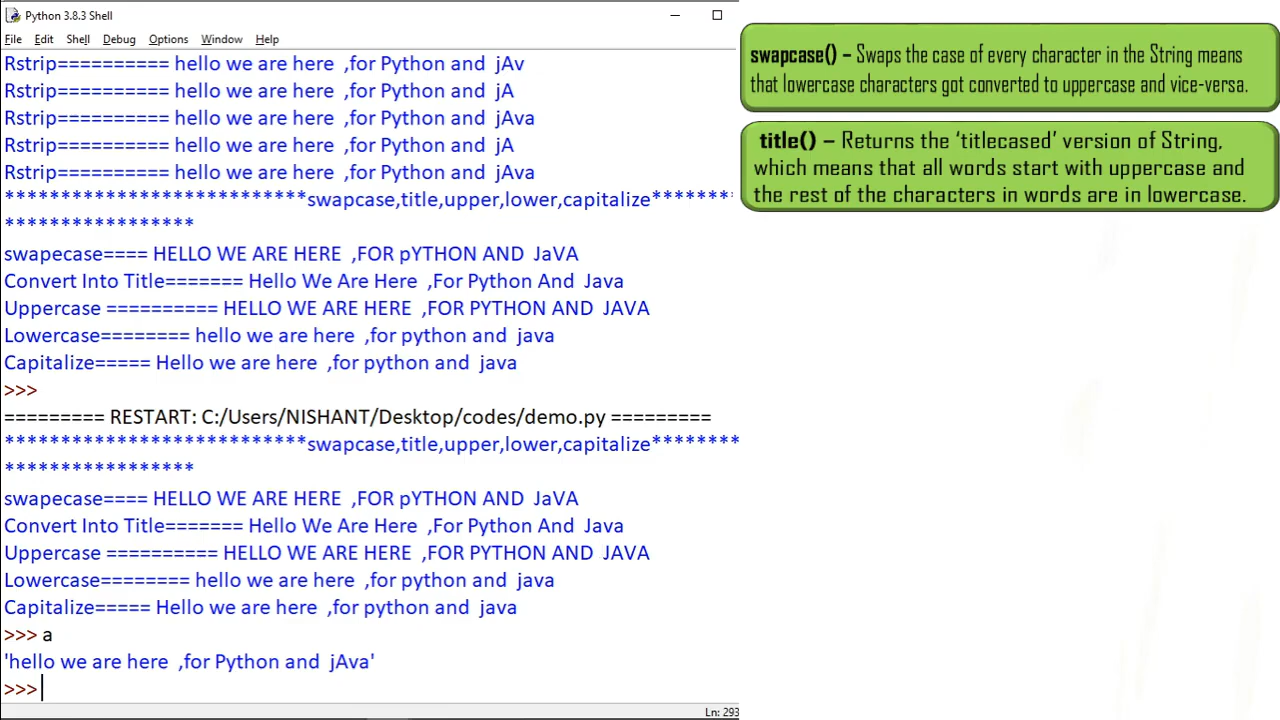 Python 3.8.3 Shell
File Edit Shell Debug Options Window Help
Rstrip========== hello we are here  ,for Python and  jAv
Rstrip========== hello we are here  ,for Python and  jA
Rstrip========== hello we are here  ,for Python and  jAva
Rstrip========== hello we are here  ,for Python and  jA
Rstrip========== hello we are here  ,for Python and  jAva
***************************swapcase,title,upper,lower,capitalize********
*****************
swapecase==== HELLO WE ARE HERE  ,FOR pYTHON AND  JaVA
Convert Into Title======= Hello We Are Here  ,For Python And  Java
Uppercase ========== HELLO WE ARE HERE  ,FOR PYTHON AND  JAVA
Lowercase======== hello we are here  ,for python and  java
Capitalize===== Hello we are here  ,for python and  java
>>>
========= RESTART: C:/Users/NISHANT/Desktop/codes/demo.py =========
***************************swapcase,title,upper,lower,capitalize********
*****************
swapecase==== HELLO WE ARE HERE  ,FOR pYTHON AND  JaVA
Convert Into Title======= Hello We Are Here  ,For Python And  Java
Uppercase ========== HELLO WE ARE HERE  ,FOR PYTHON AND  JAVA
Lowercase======== hello we are here  ,for python and  java
Capitalize===== Hello we are here  ,for python and  java
>>> a
'hello we are here  ,for Python and  jAva'
>>>
Ln: 293
swapcase() – Swaps the case of every character in the String means
that lowercase characters got converted to uppercase and vice-versa.
title() – Returns the ‘titlecased’ version of String,
which means that all words start with uppercase and
the rest of the characters in words are in lowercase.